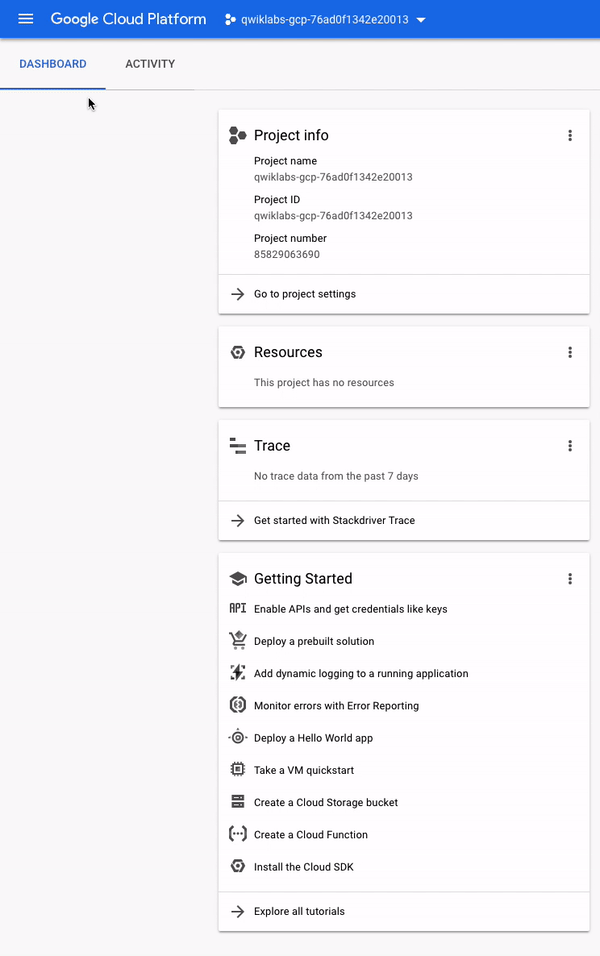 Google Cloud Platform qwiklabs-gcp-76ad0f1342e20013
DASHBOARD ACTIVITY
Project info
Project name
qwiklabs-gcp-76ad0f1342e20013
Project ID
qwiklabs-gcp-76ad0f1342e20013
Project number
85829063690
Go to project settings
Resources
This project has no resources
Trace
No trace data from the past 7 days
Get started with Stackdriver Trace
Getting Started
API Enable APIs and get credentials like keys
Deploy a prebuilt solution
Add dynamic logging to a running application
Monitor errors with Error Reporting
Deploy a Hello World app
Take a VM quickstart
Create a Cloud Storage bucket
Create a Cloud Function
Install the Cloud SDK
Explore all tutorials